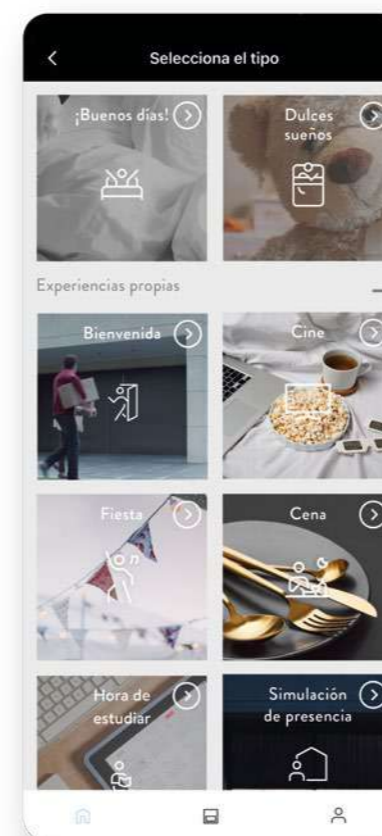 Selecciona el tipo
¡Buenos días!
Dulces
sueños
Experiencias propias
Bienvenida
Cine
Fiesta
Cena
Hora de
estudiar
Simulación
de presencia